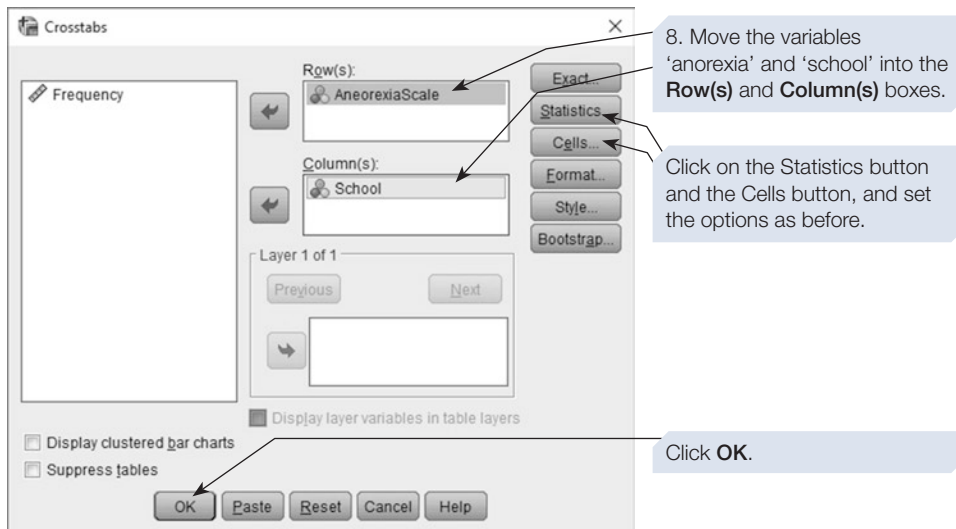 Crosstabs
Frequency
Row(s):
AneorexiaScale
Column(s):
School
Layer 1 of 1
Previous
Next
Display layer variables in table layers
Display clustered bar charts
Suppress tables
OK
Paste
Reset
Cancel
Help
Exact...
Statistics...
Cells...
Format...
Style...
Bootstrap...
8. Move the variables
‘anorexia’ and ‘school’ into the
Row(s) and Column(s) boxes.
Click on the Statistics button
and the Cells button, and set
the options as before.
Click OK.